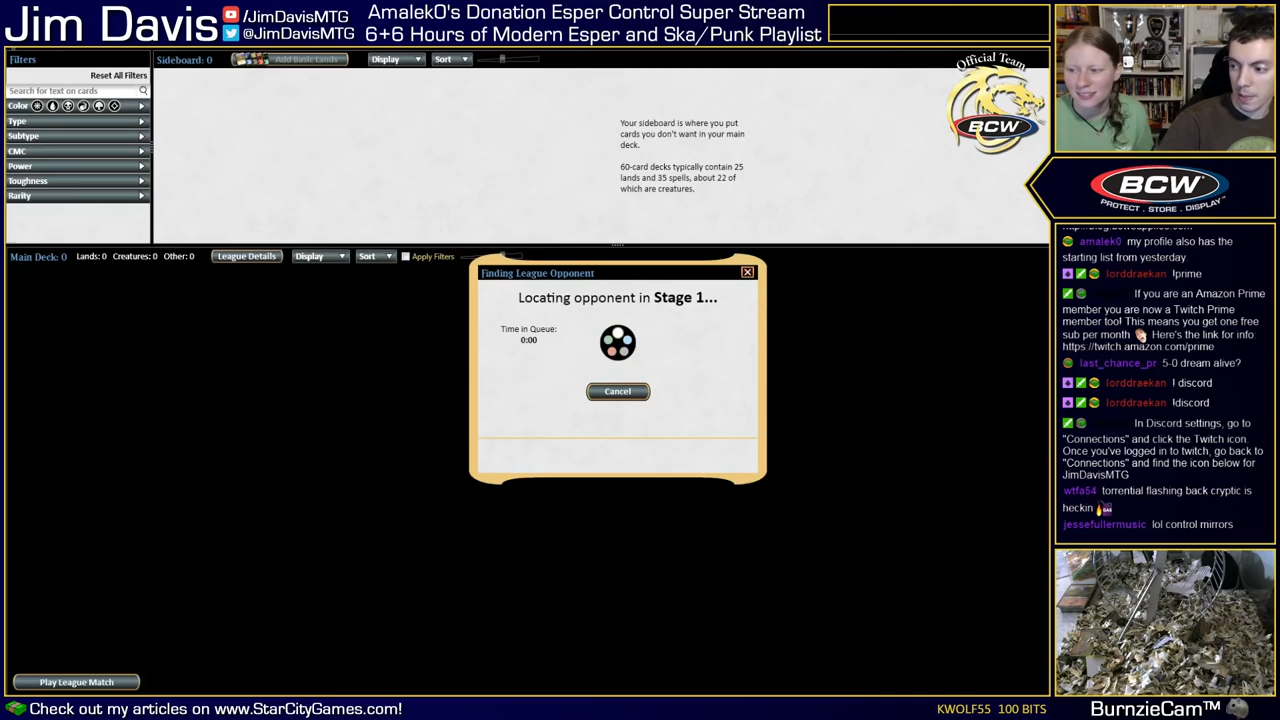 Jim Davis
/JimDavisMTG
@JimDavisMTG
Amalek0's Donation Esper Control Super Stream
6+6 Hours of Modern Esper and Ska/Punk Playlist
Filters
Reset All Filters
Search for text on cards
Color
Type
Subtype
CMC
Power
Toughness
Rarity
Sideboard: 0
Add Basic Lands
Display
Sort
Your sideboard is where you put
cards you don't want in your main
deck.
60-card decks typically contain 25
lands and 35 spells, about 22 of
which are creatures.
Official Team
BCW
BCW
PROTECT . STORE . DISPLAY
Main Deck: 0
Lands: 0
Creatures: 0
Other: 0
League Details
Display
Sort
Apply Filters
Finding League Opponent
Locating opponent in Stage 1...
Time in Queue:
0:00
Cancel
Play League Match
amalek0 my profile also has the
starting list from yesterday
lorddraekan !prime
If you are an Amazon Prime
member you are now a Twitch Prime
member too! This means you get one free
sub per month Here's the link for info:
https://twitch.amazon.com/prime
last_chance_pr 5-0 dream alive?
lorddraekan ! discord
lorddraekan !discord
In Discord settings, go to
"Connections" and click the Twitch icon.
Once you've logged in to twitch, go back to
"Connections" and find the icon below for
JimDavisMTG
wtfa54 torrential flashing back cryptic is
heckin
jessefullermusic lol control mirrors
Check out my articles on www.StarCityGames.com!
KWOLF55 100 BITS
BurnzieCam™